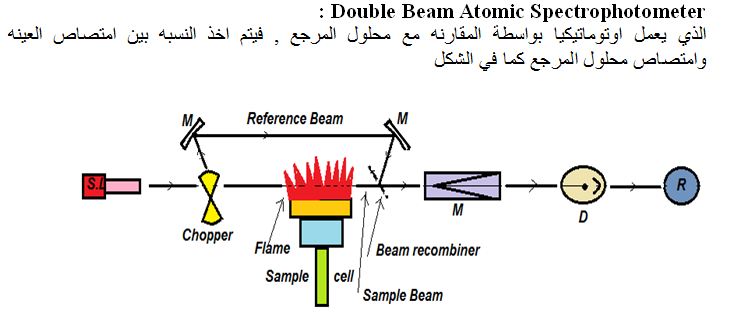 Double Beam Atomic Spectrophotometer :
الذي يعمل اوتوماتيكيا بواسطة المقارنه مع محلول المرجع , فيتم اخذ النسبه بين امتصاص العينه
وامتصاص محلول المرجع كما في الشكل
M Reference Beam M
S.L
R
M
D
Chopper
Flame
Beam recombiner
Sample cell
Sample Beam